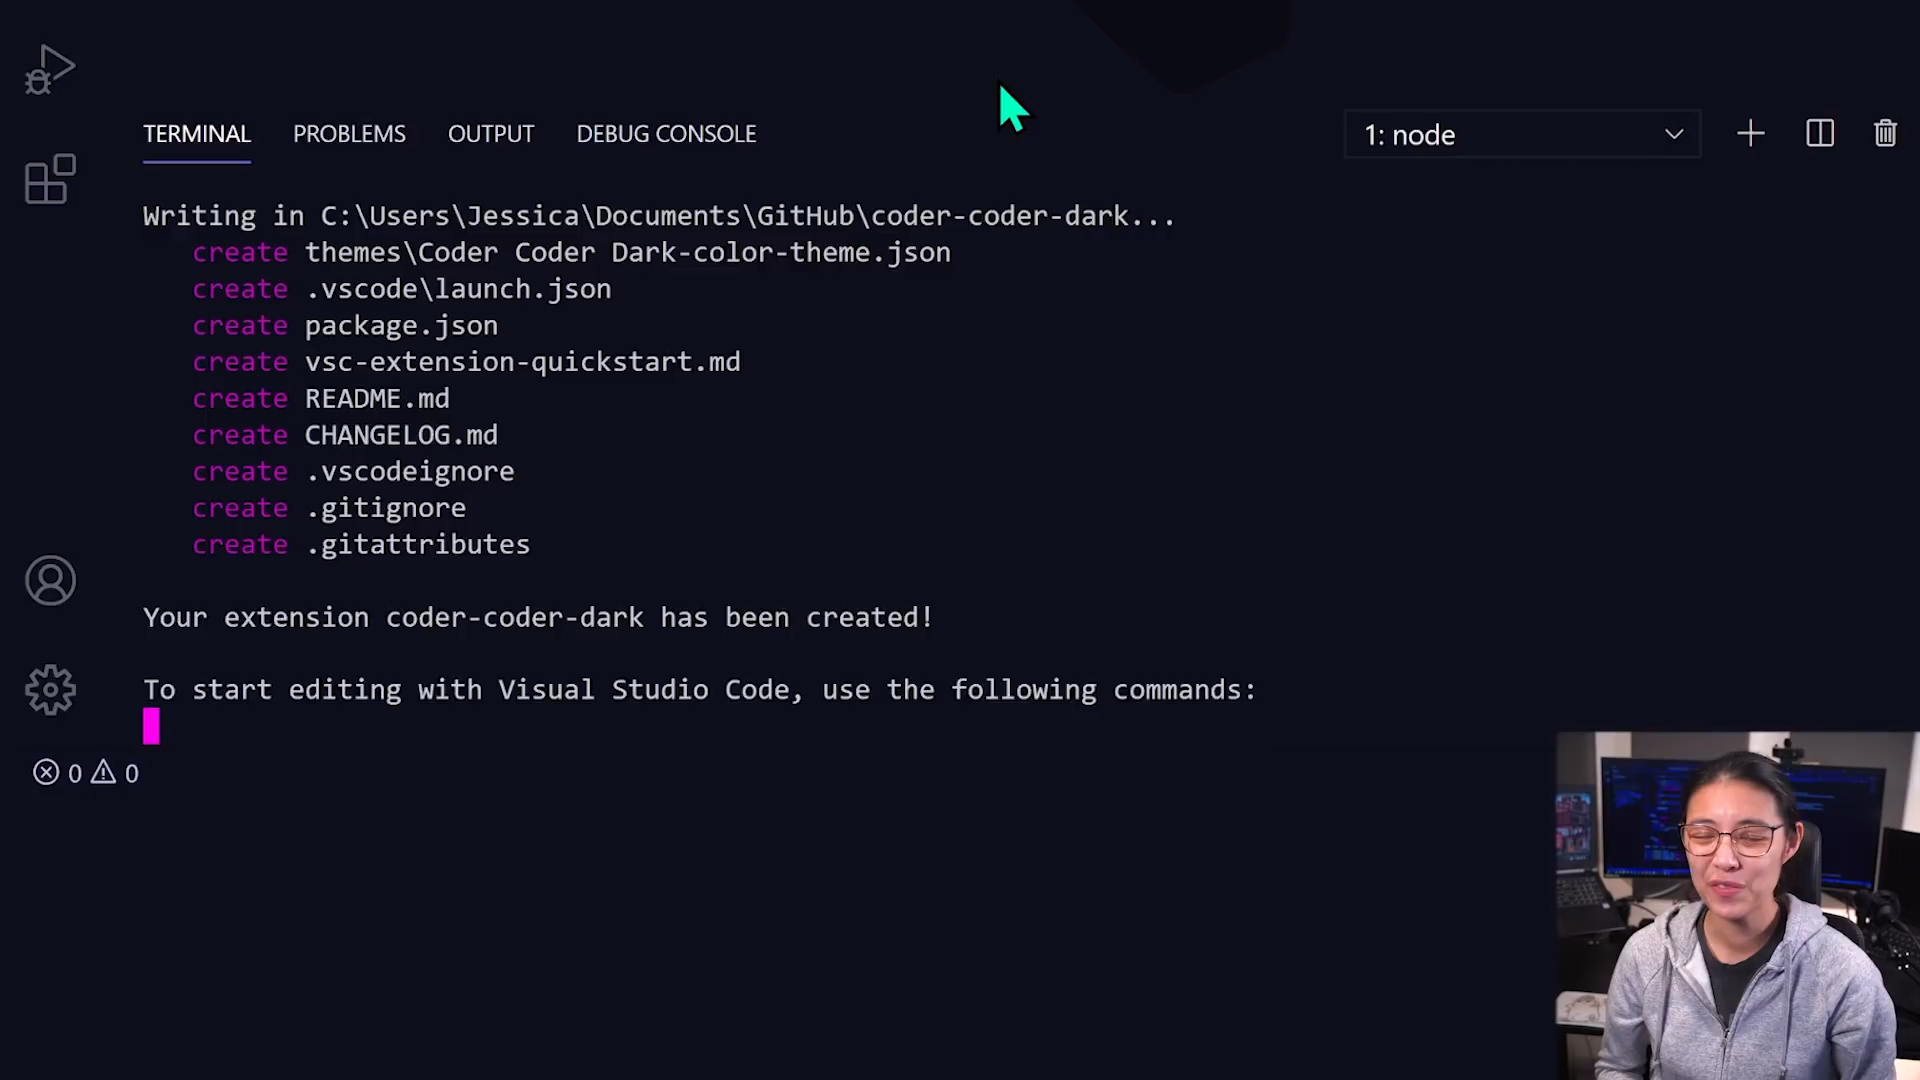 TERMINAL PROBLEMS OUTPUT DEBUG CONSOLE 1: node
Writing in C:\Users\Jessica\Documents\GitHub\coder-coder-dark...
create themes\Coder Coder Dark-color-theme.json
create .vscode\launch.json
create package.json
create vsc-extension-quickstart.md
create README.md
create CHANGELOG.md
create .vscodeignore
create .gitignore
create .gitattributes
Your extension coder-coder-dark has been created!
To start editing with Visual Studio Code, use the following commands:
0 0